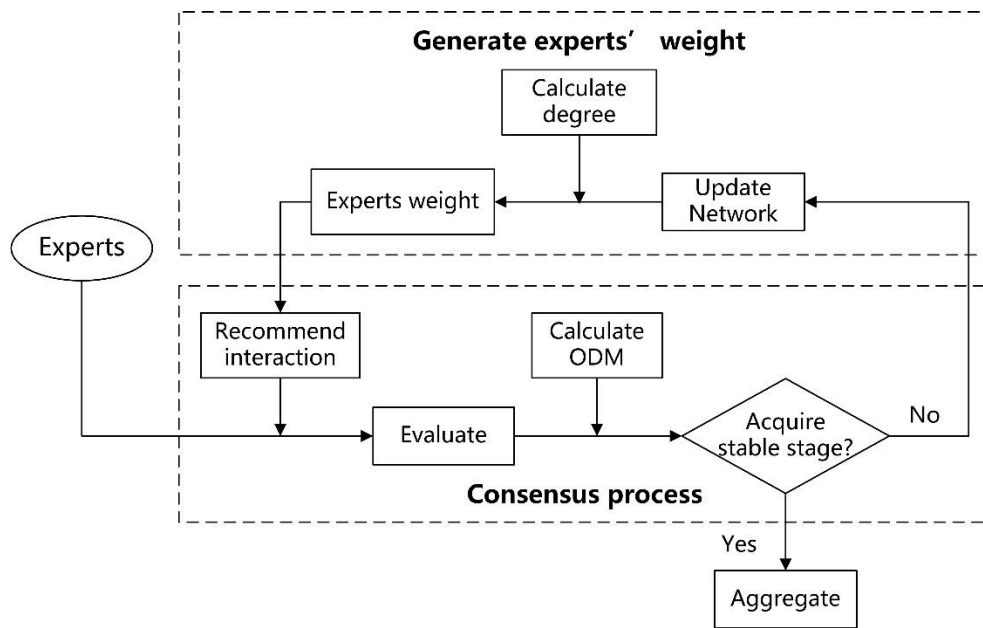 Generate experts’ weight
Calculate
degree
Experts weight
Update
Network
Experts
Recommend
interaction
Calculate
ODM
Evaluate
Acquire
stable stage?
No
Consensus process
Yes
Aggregate